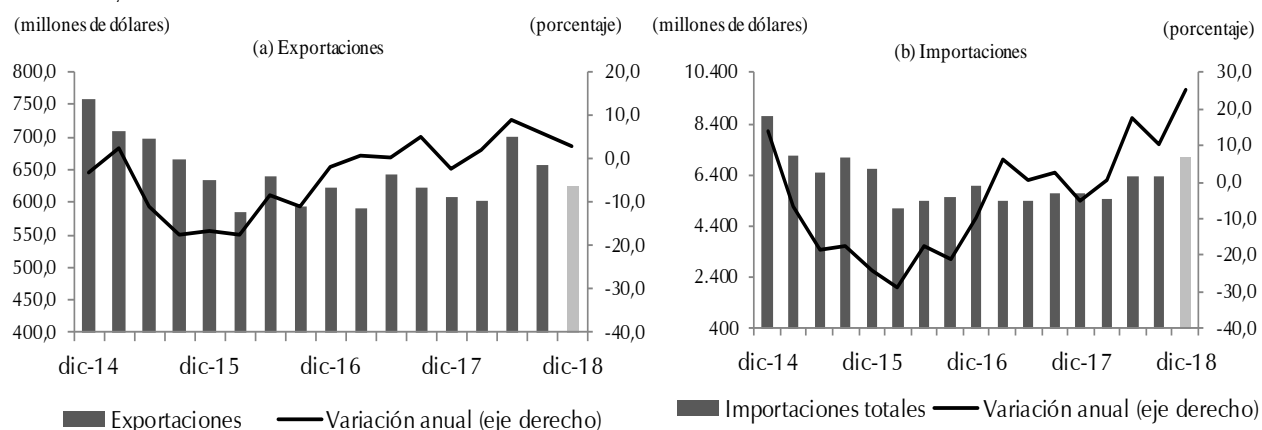 (millones de dólares) (porcentaje)
(a) Exportaciones
800,0 20,0
750,0 10,0
700,0 0,0
650,0
600,0 -10,0
550,0 -20,0
500,0
450,0 -30,0
400,0 -40,0
dic-14 dic-15 dic-16 dic-17 dic-18
Exportaciones Variación anual (eje derecho)
(millones de dólares) (porcentaje)
(b) Importaciones
10.400 30,0
8.400 20,0
6.400 10,0
4.400 0,0
2.400 -10,0
400 -20,0
-30,0
-40,0
dic-14 dic-15 dic-16 dic-17 dic-18
Importaciones totales Variación anual (eje derecho)